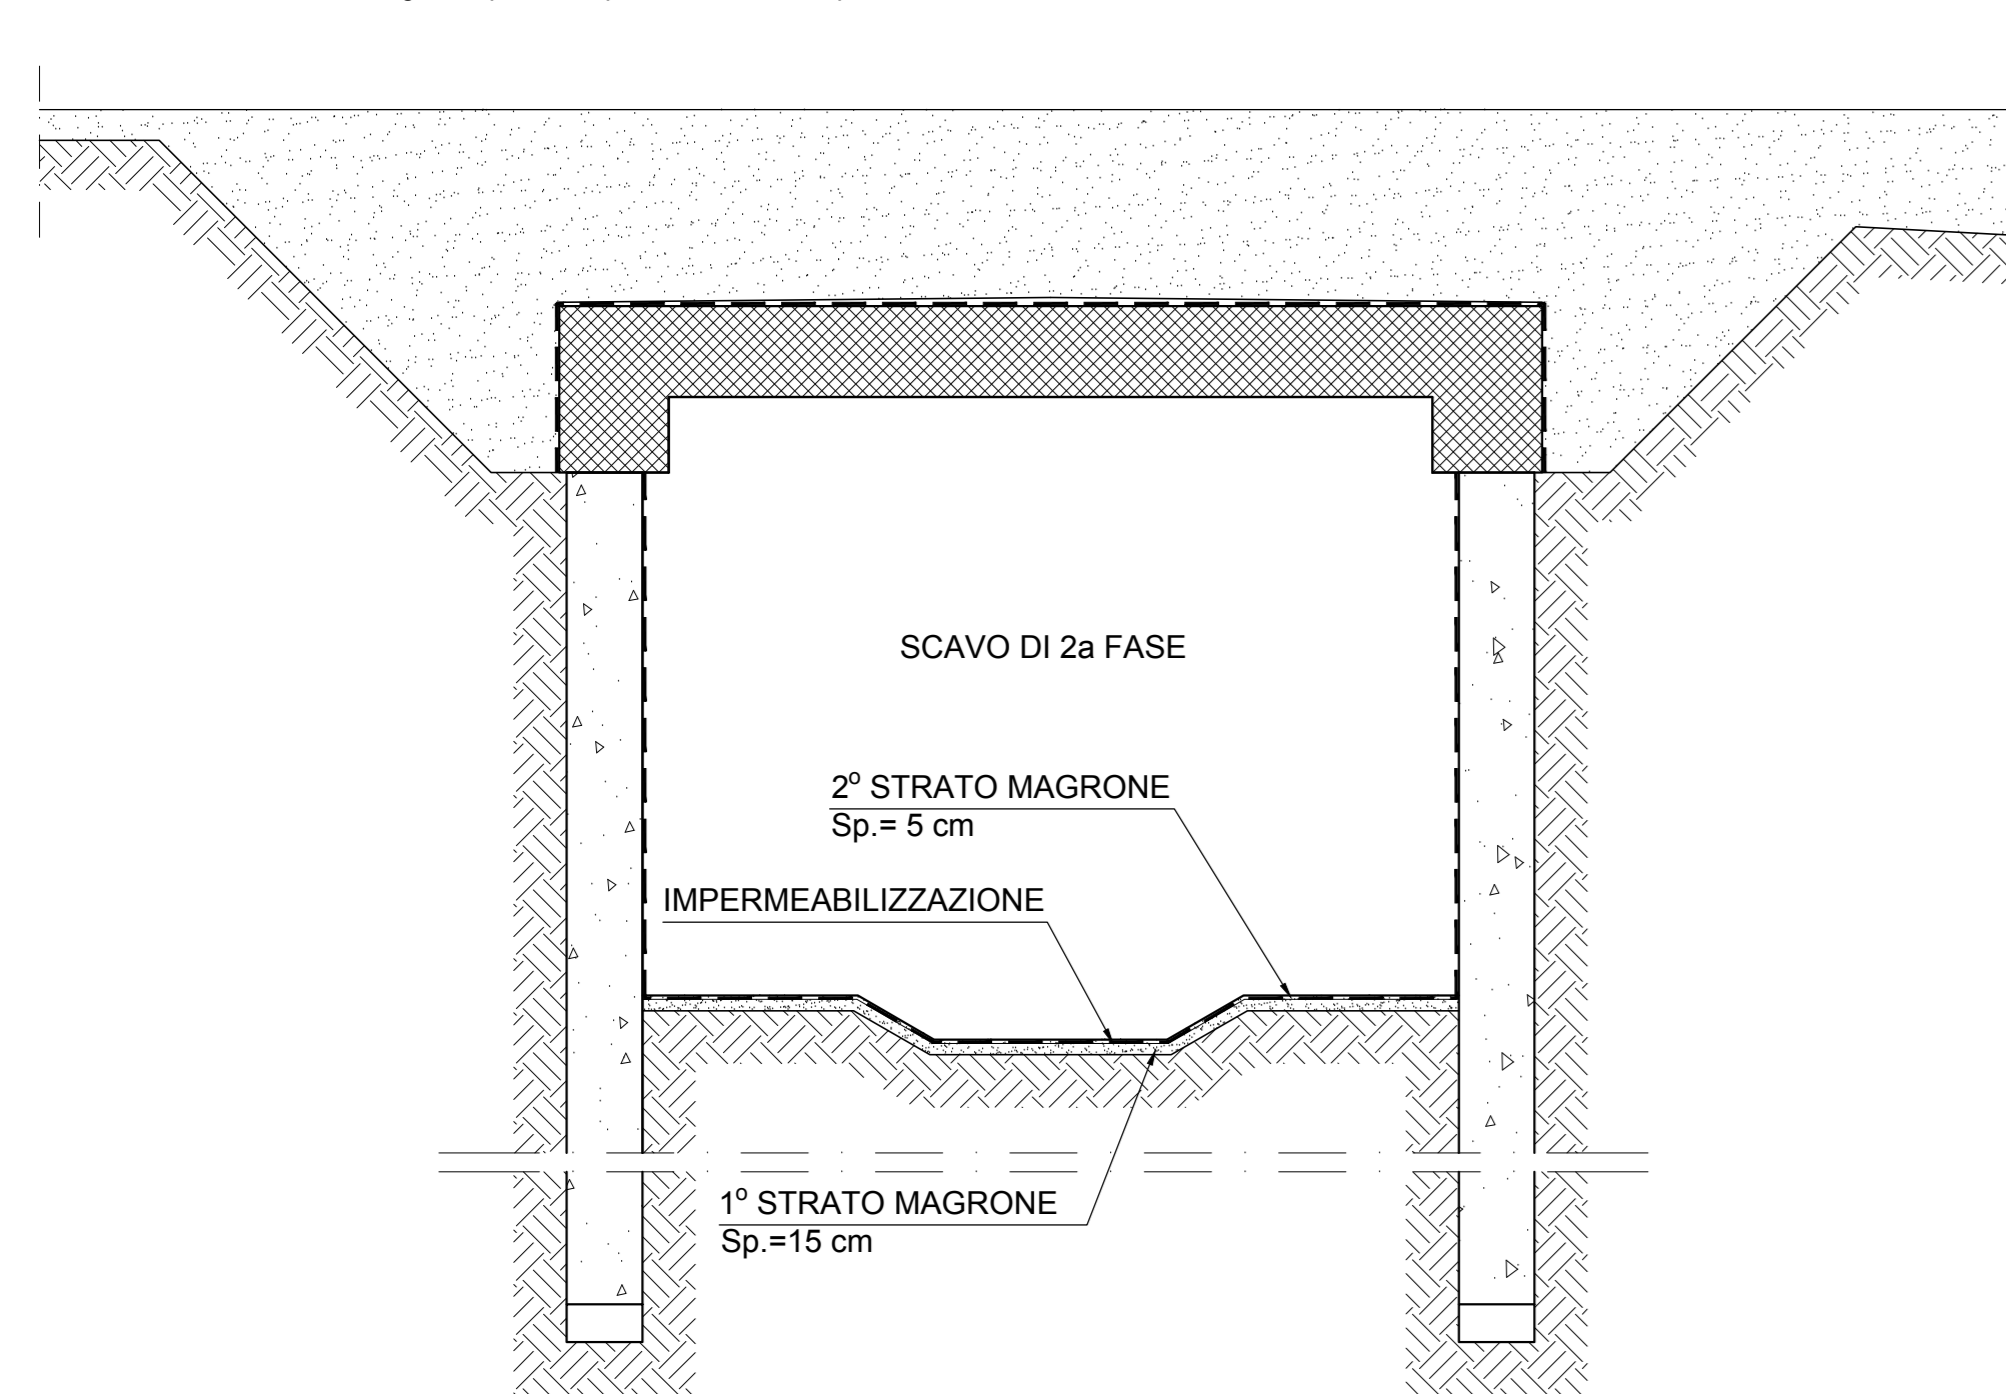 SCAVO DI 2a FASE
2° STRATO MAGRONE
Sp.= 5 cm
IMPERMEABILIZZAZIONE
1° STRATO MAGRONE
Sp.=15 cm